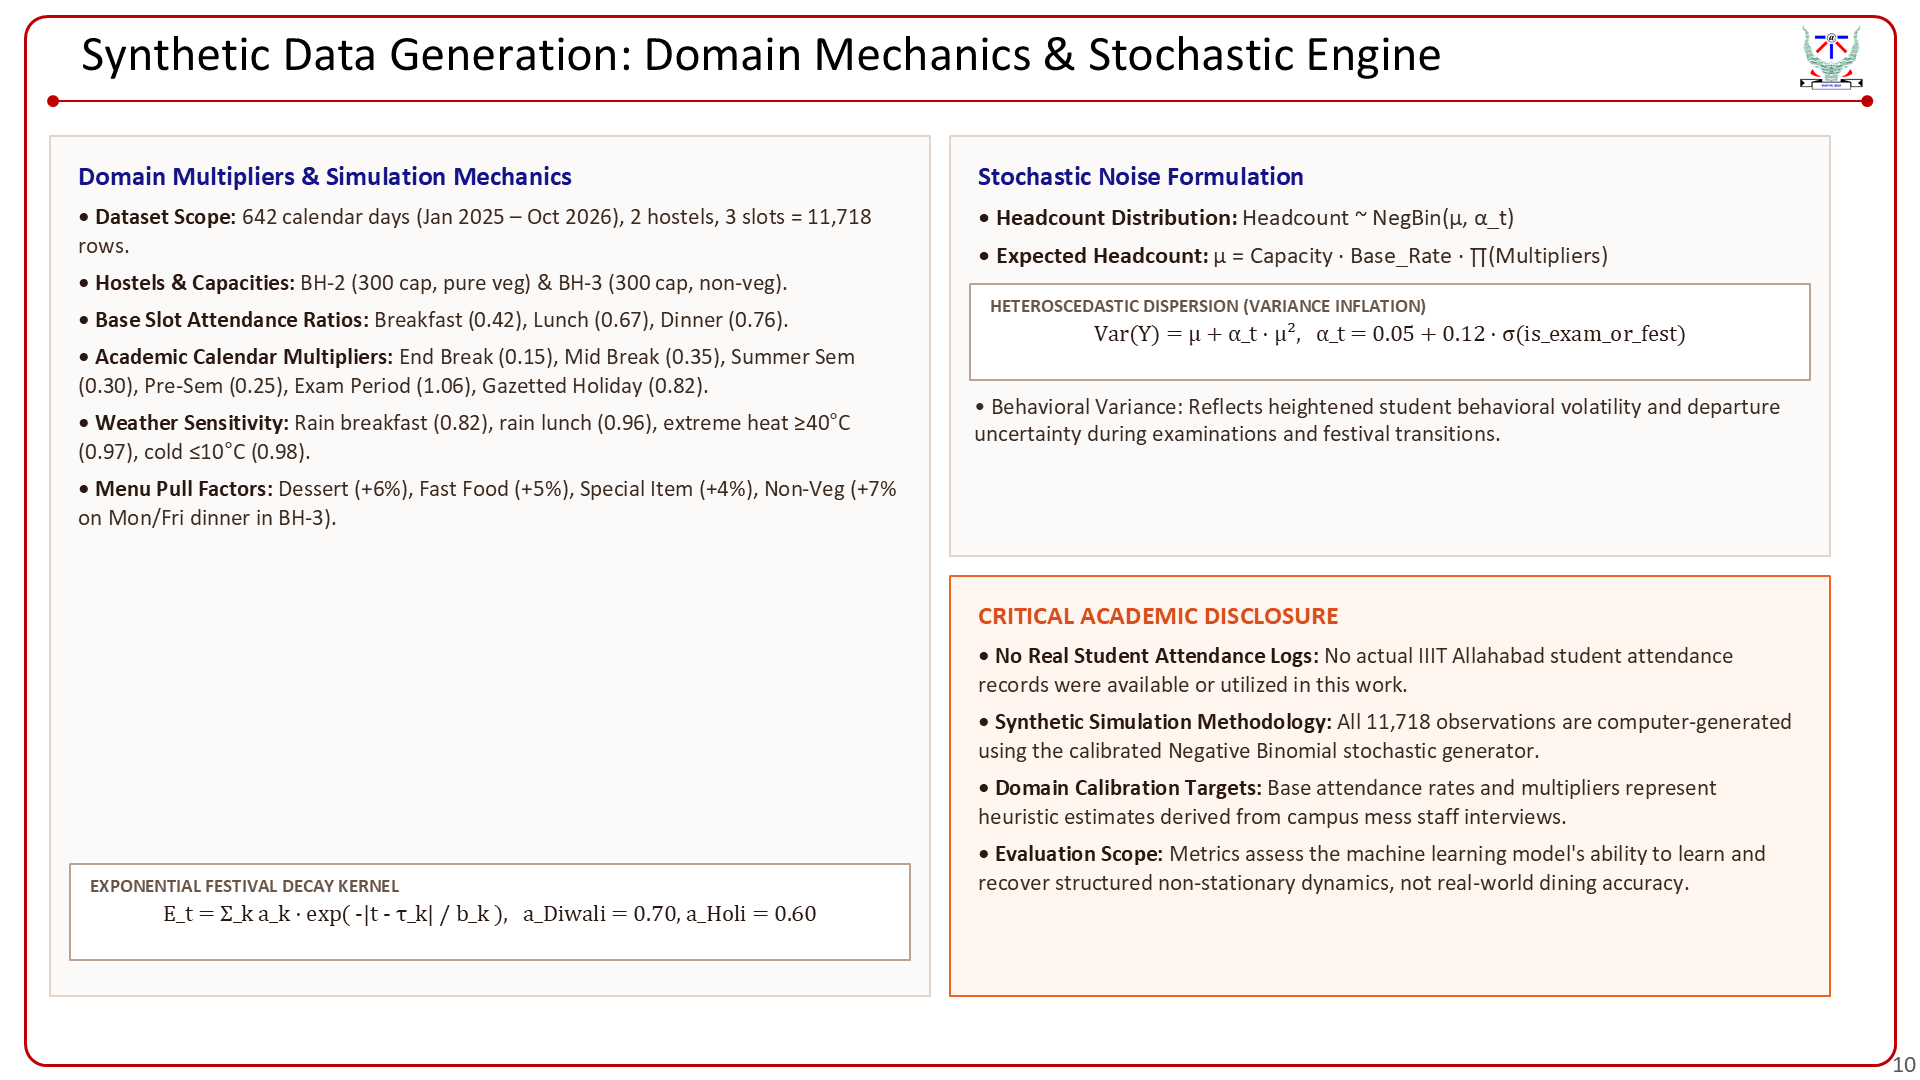 Synthetic Data Generation: Domain Mechanics & Stochastic Engine
Domain Multipliers & Simulation Mechanics
• Dataset Scope: 642 calendar days (Jan 2025 – Oct 2026), 2 hostels, 3 slots = 11,718
rows.
• Hostels & Capacities: BH-2 (300 cap, pure veg) & BH-3 (300 cap, non-veg).
• Base Slot Attendance Ratios: Breakfast (0.42), Lunch (0.67), Dinner (0.76).
• Academic Calendar Multipliers: End Break (0.15), Mid Break (0.35), Summer Sem
(0.30), Pre-Sem (0.25), Exam Period (1.06), Gazetted Holiday (0.82).
• Weather Sensitivity: Rain breakfast (0.82), rain lunch (0.96), extreme heat ≥40°C
(0.97), cold ≤10°C (0.98).
• Menu Pull Factors: Dessert (+6%), Fast Food (+5%), Special Item (+4%), Non-Veg (+7%
on Mon/Fri dinner in BH-3).
EXPONENTIAL FESTIVAL DECAY KERNEL
E_t = Σ_k a_k · exp( -|t - τ_k| / b_k ),   a_Diwali = 0.70, a_Holi = 0.60
Stochastic Noise Formulation
• Headcount Distribution: Headcount ~ NegBin(μ, α_t)
• Expected Headcount: μ = Capacity · Base_Rate · ∏(Multipliers)
HETEROSCEDASTIC DISPERSION (VARIANCE INFLATION)
Var(Y) = μ + α_t · μ²,   α_t = 0.05 + 0.12 · σ(is_exam_or_fest)
• Behavioral Variance: Reflects heightened student behavioral volatility and departure
uncertainty during examinations and festival transitions.
CRITICAL ACADEMIC DISCLOSURE
• No Real Student Attendance Logs: No actual IIIT Allahabad student attendance
records were available or utilized in this work.
• Synthetic Simulation Methodology: All 11,718 observations are computer-generated
using the calibrated Negative Binomial stochastic generator.
• Domain Calibration Targets: Base attendance rates and multipliers represent
heuristic estimates derived from campus mess staff interviews.
• Evaluation Scope: Metrics assess the machine learning model's ability to learn and
recover structured non-stationary dynamics, not real-world dining accuracy.
10